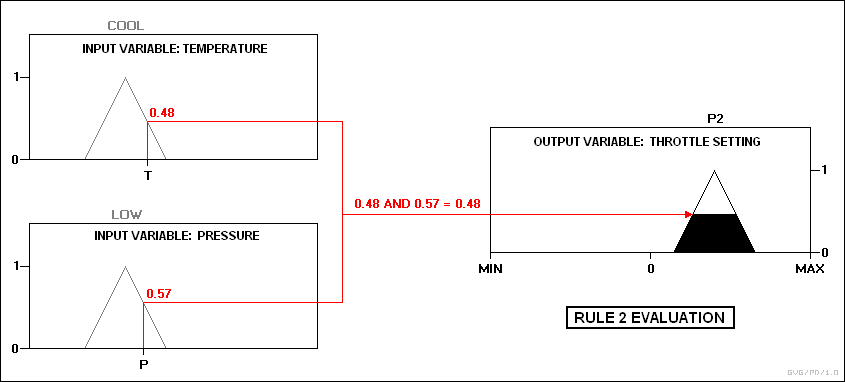 COOL
INPUT VARIABLE: TEMPERATURE
1
0.48
0
T
LOW
INPUT VARIABLE: PRESSURE
1
0.57
0
P
0.48 AND 0.57 = 0.48
P2
OUTPUT VARIABLE: THROTTLE SETTING
1
0
MIN 0 MAX
RULE 2 EVALUATION
GVG/PD/1.0